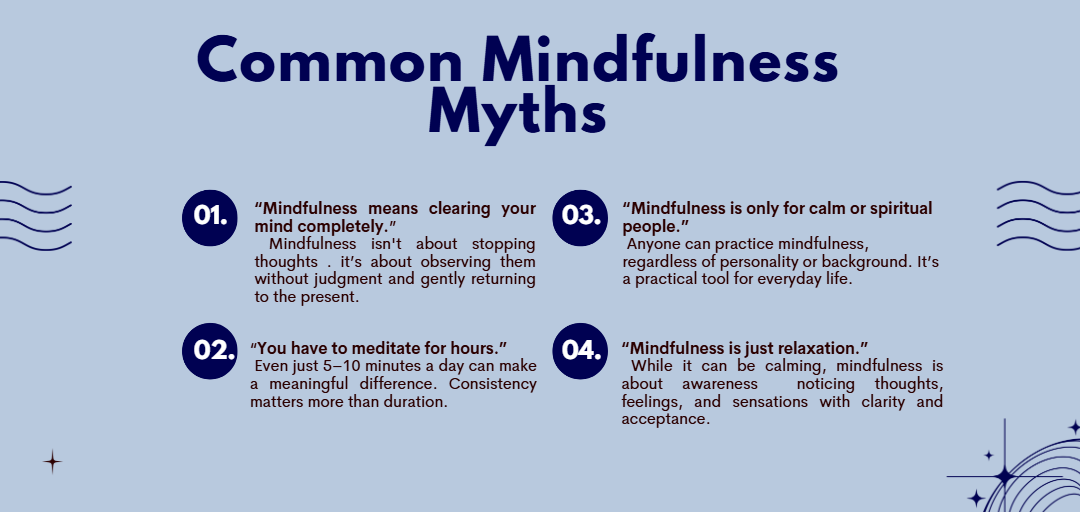 Common Mindfulness
Myths
01.
“Mindfulness means clearing your
mind completely.”
Mindfulness isn't about stopping
thoughts . it’s about observing them
without judgment and gently returning
to the present.
02.
“You have to meditate for hours.”
Even just 5–10 minutes a day can make
a meaningful difference. Consistency
matters more than duration.
03.
“Mindfulness is only for calm or spiritual
people.”
Anyone can practice mindfulness,
regardless of personality or background. It’s
a practical tool for everyday life.
04.
“Mindfulness is just relaxation.”
While it can be calming, mindfulness is
about awareness noticing thoughts,
feelings, and sensations with clarity and
acceptance.